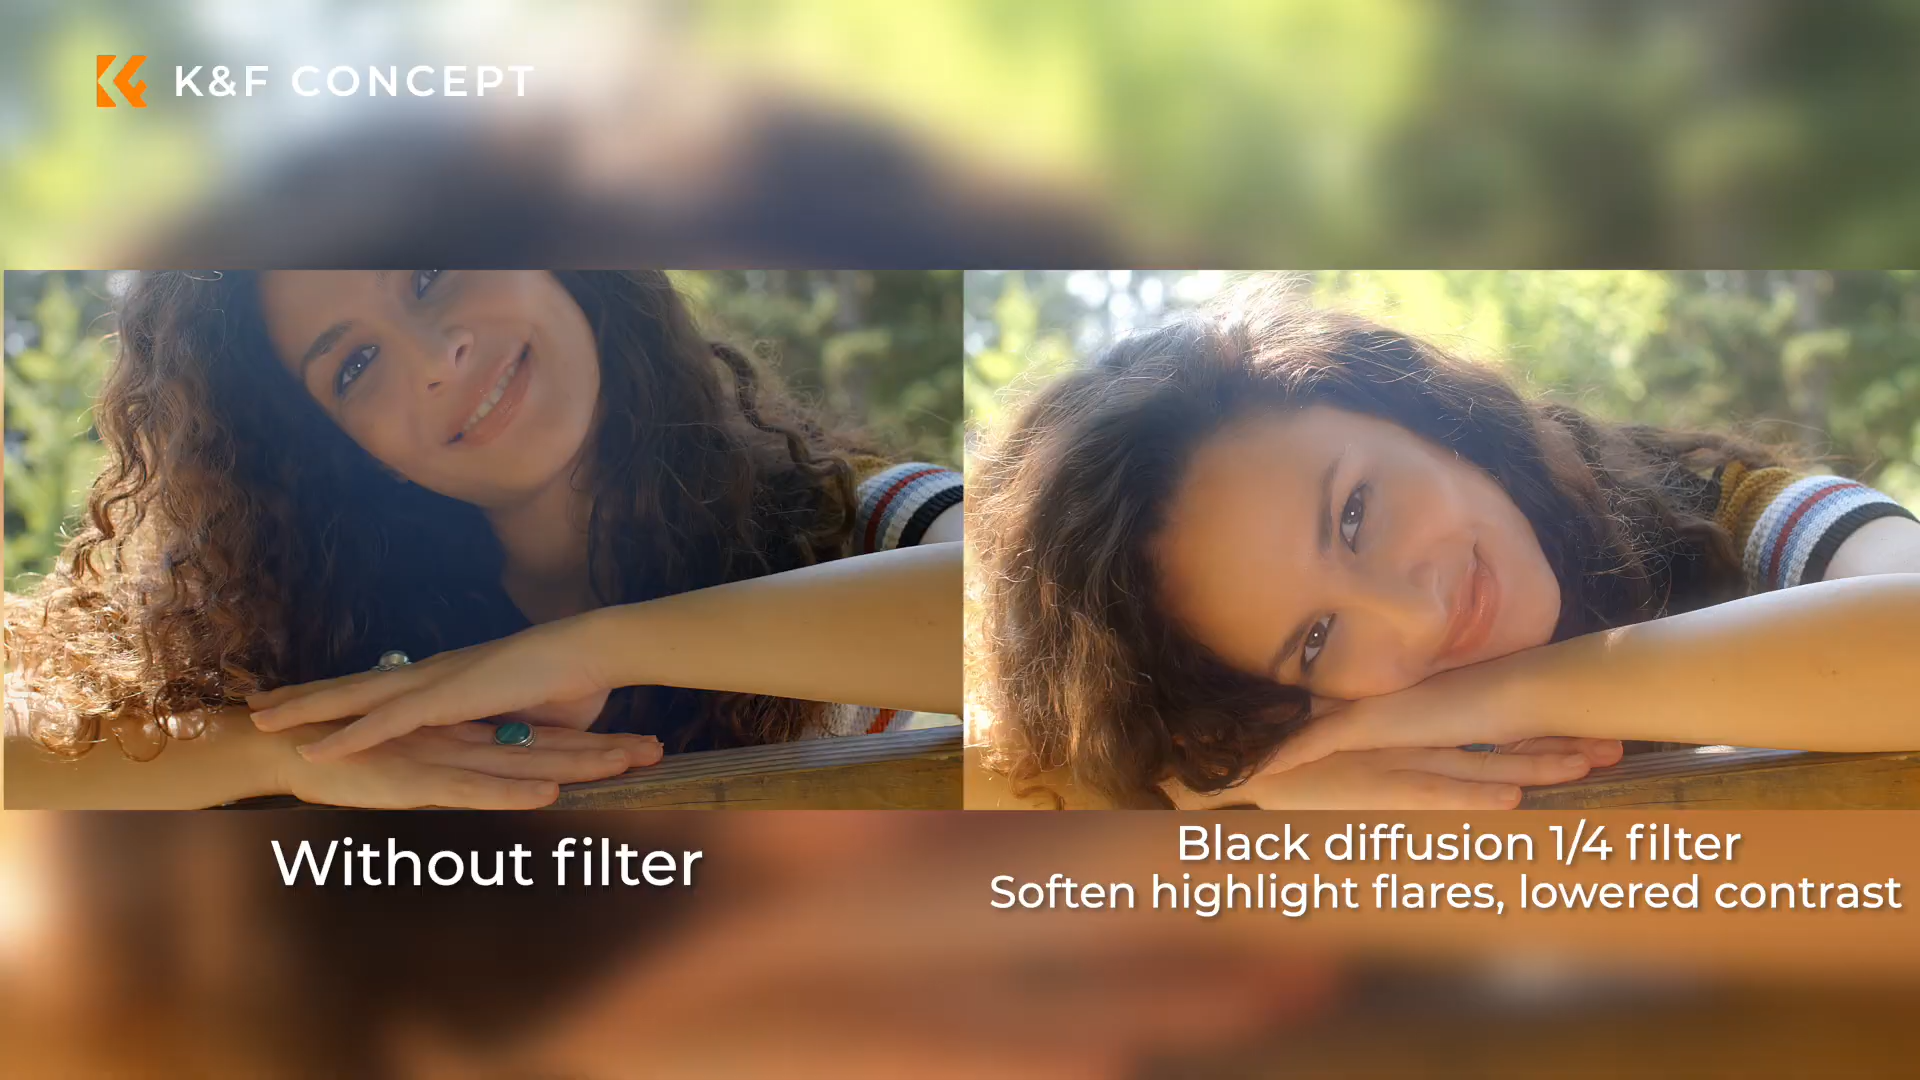 K&F CONCEPT
Without filter
Black diffusion 1/4 filter
Soften highlight flares, lowered contrast